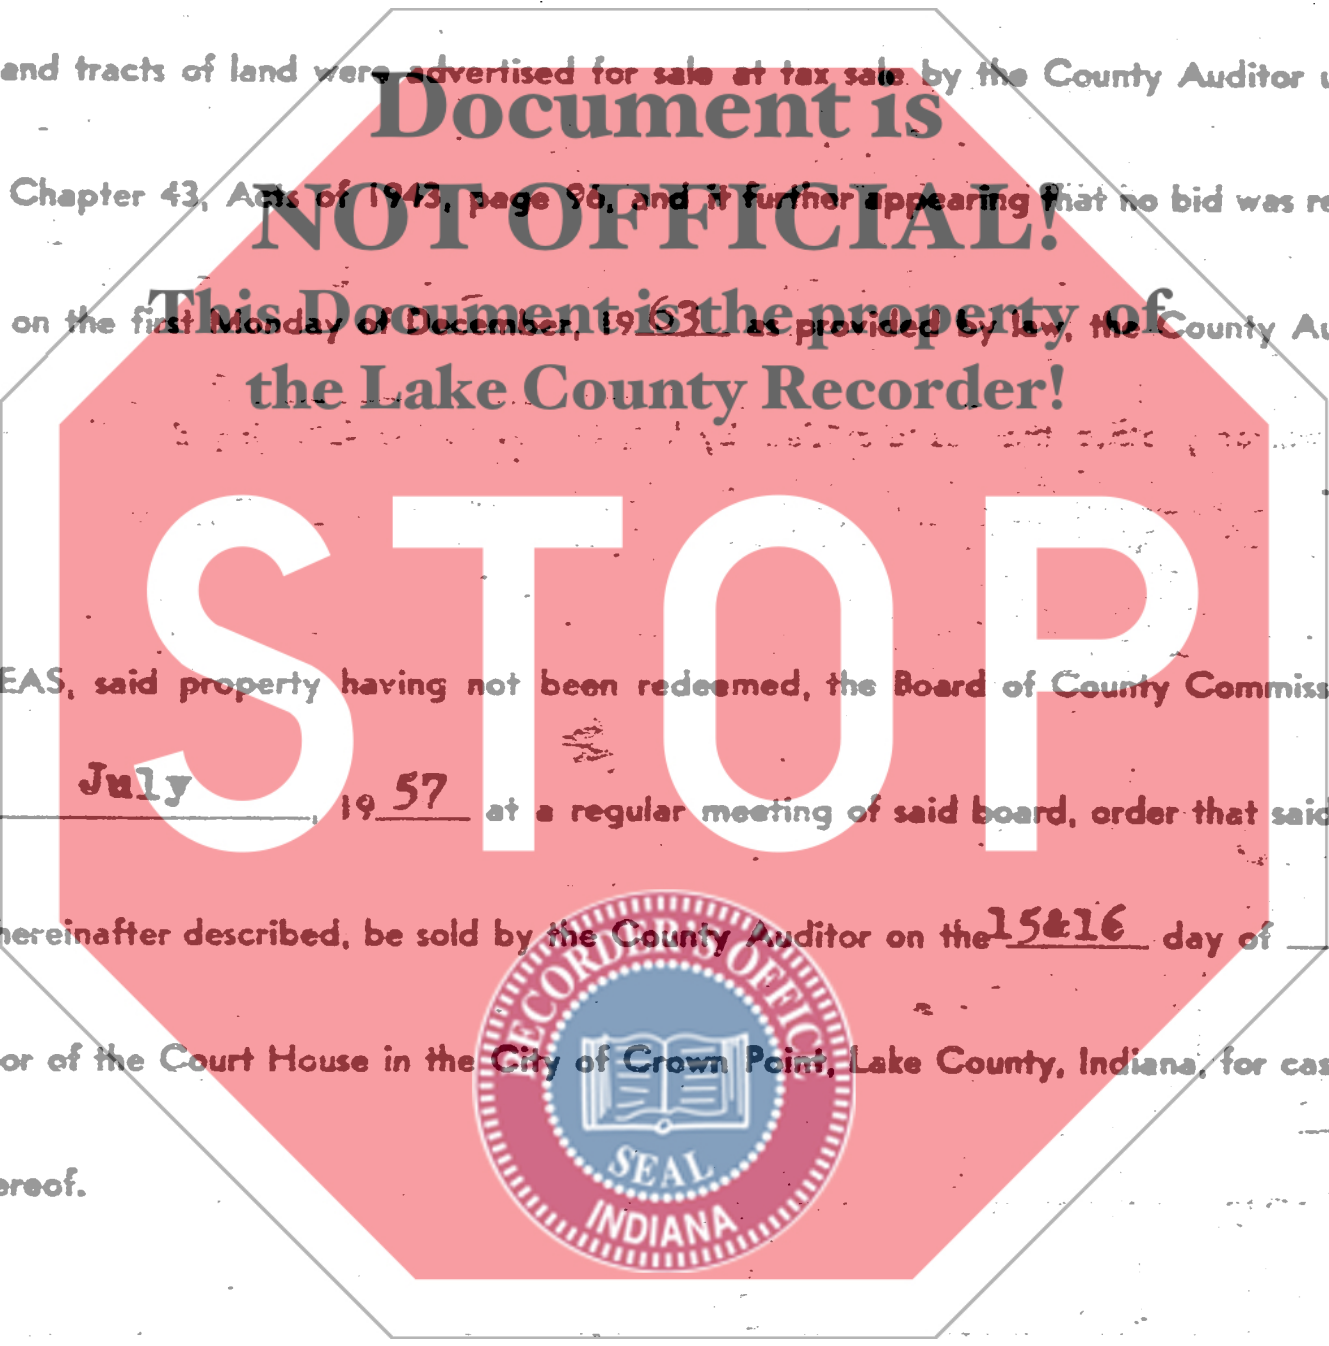 and tracts of land were advertised for sale at tax sale by the County Auditor
Document is
Chapter 43, Acts of 1943, page 96, and it further appearing that no bid was re
NOT OFFICIAL!
This Document is the property of
on the first Monday of December, 1963 as provided by law, the County Au
the Lake County Recorder!
STOP
EAS, said property having not been redeemed, the Board of County Commiss
July, 1957 at a regular meeting of said board, order that said
hereinafter described, be sold by the County Auditor on the 15&16 day of
RECORDER'S OFFICE
or of the Court House in the City of Crown Point, Lake County, Indiana, for cas
SEAL
ereof.
INDIANA